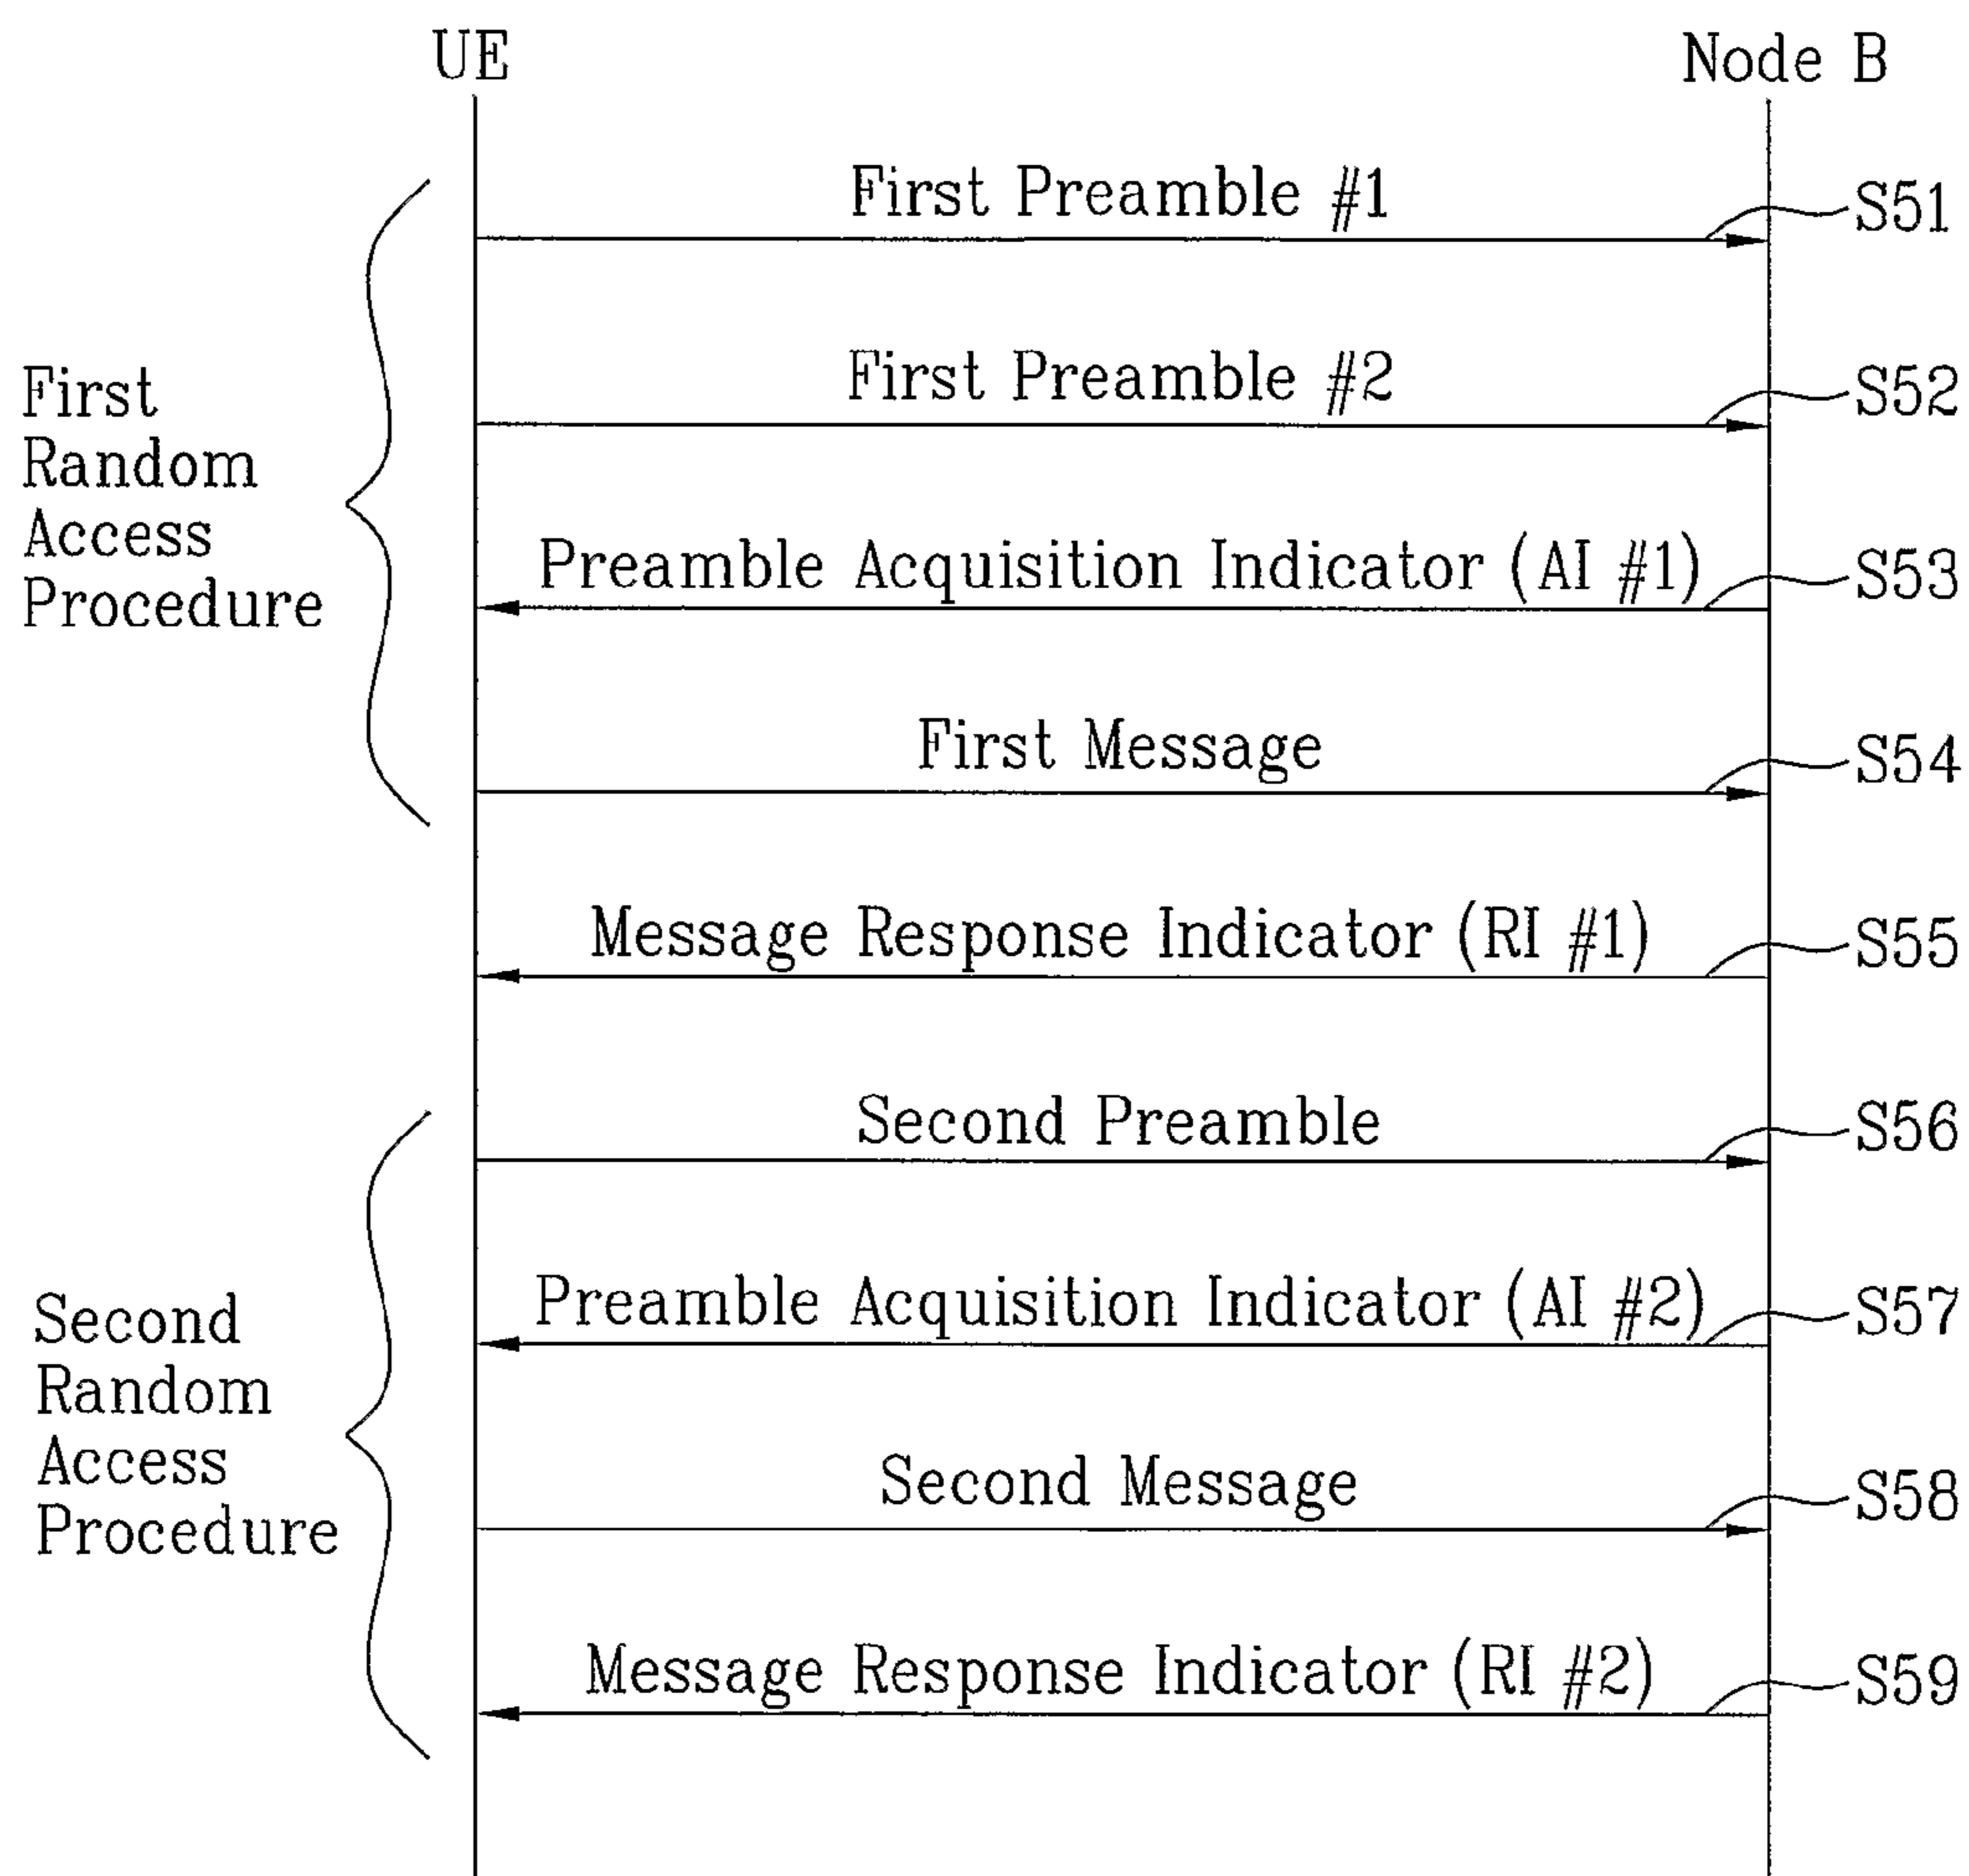 UE
Node B
First Preamble #1
S51
First Preamble #2
S52
First
Random
Access
Procedure
Preamble Acquisition Indicator (AI #1)
S53
First Message
S54
Message Response Indicator (RI #1)
S55
Second Preamble
S56
Preamble Acquisition Indicator (AI #2)
S57
Second
Random
Access
Procedure
Second Message
S58
Message Response Indicator (RI #2)
S59